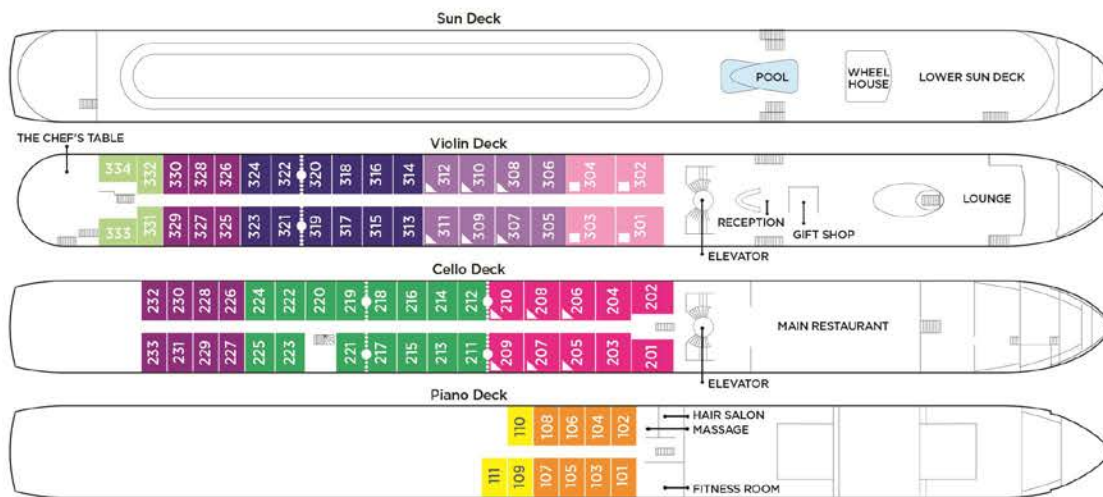 Sun Deck
POOL
WHEEL
HOUSE
LOWER SUN DECK
THE CHEF'S TABLE
Violin Deck
334 332 330 328 326 324 322 320 318 316 314 312 310 308 306 304 302
333 331 329 327 325 323 321 319 317 315 313 311 309 307 305 303 301
RECEPTION
GIFT SHOP
LOUNGE
ELEVATOR
Cello Deck
232 230 228 226 224 222 220 219 218 216 214 212 210 208 206 204 202
233 231 229 227 225 223 221 217 215 213 211 209 207 205 203 201
MAIN RESTAURANT
ELEVATOR
Piano Deck
110 108 106 104 102
111 109 107 105 103 101
HAIR SALON
MASSAGE
FITNESS ROOM